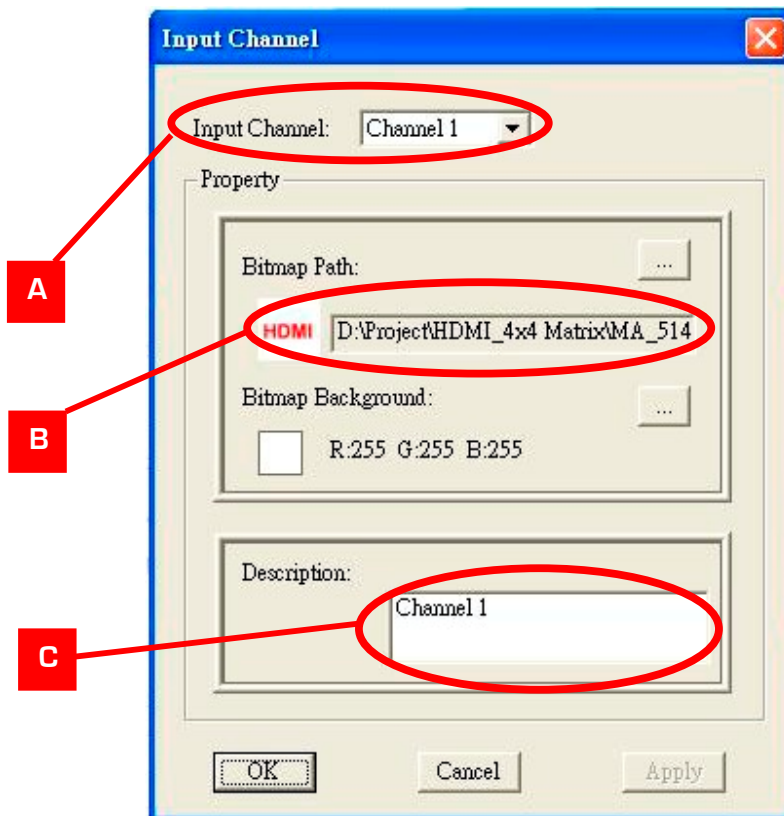 Input Channel
Input Channel: Channel 1
Property
A
Bitmap Path: ...
HDMI D:\Project\HDMI_4x4 Matrix\MA_514
B
Bitmap Background: ...
R:255 G:255 B:255
Description:
Channel 1
C
OK Cancel Apply